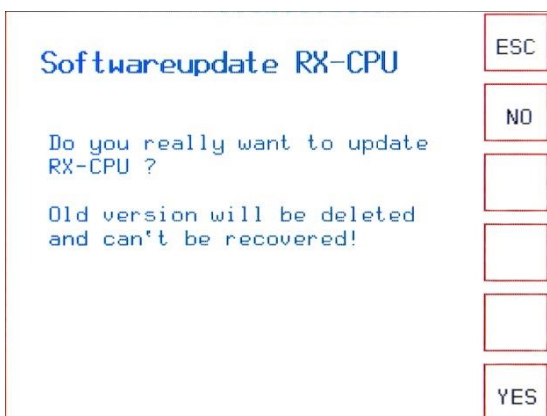 Softwareupdate RX-CPU
Do you really want to update
RX-CPU ?
Old version will be deleted
and can't be recovered!
ESC
NO
YES